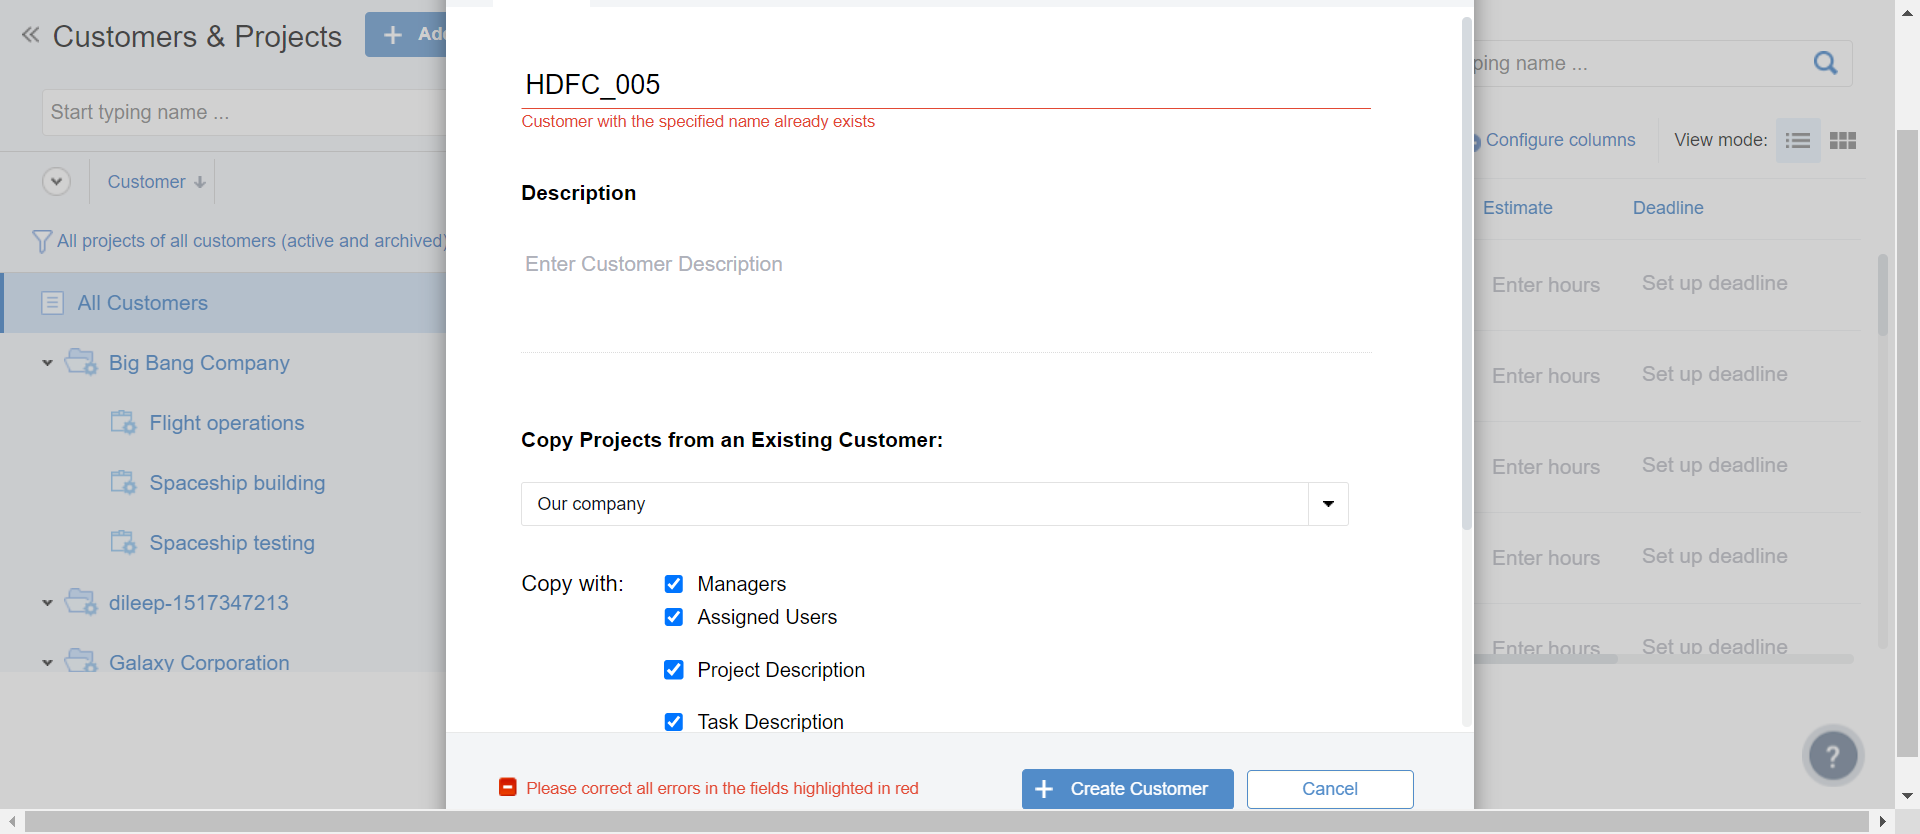 Customers & Projects
Start typing name ...
Customer
All projects of all customers (active and archived)
All Customers
Big Bang Company
Flight operations
Spaceship building
Spaceship testing
dileep-1517347213
Galaxy Corporation
HDFC_005
Customer with the specified name already exists
Description
Enter Customer Description
Copy Projects from an Existing Customer:
Our company
Copy with:
Managers
Assigned Users
Project Description
Task Description
Please correct all errors in the fields highlighted in red
+ Create Customer
Cancel
name ...
Configure columns
View mode:
Estimate
Deadline
Enter hours
Set up deadline
Enter hours
Set up deadline
Enter hours
Set up deadline
Enter hours
Set up deadline
Enter hours
Set up deadline
?